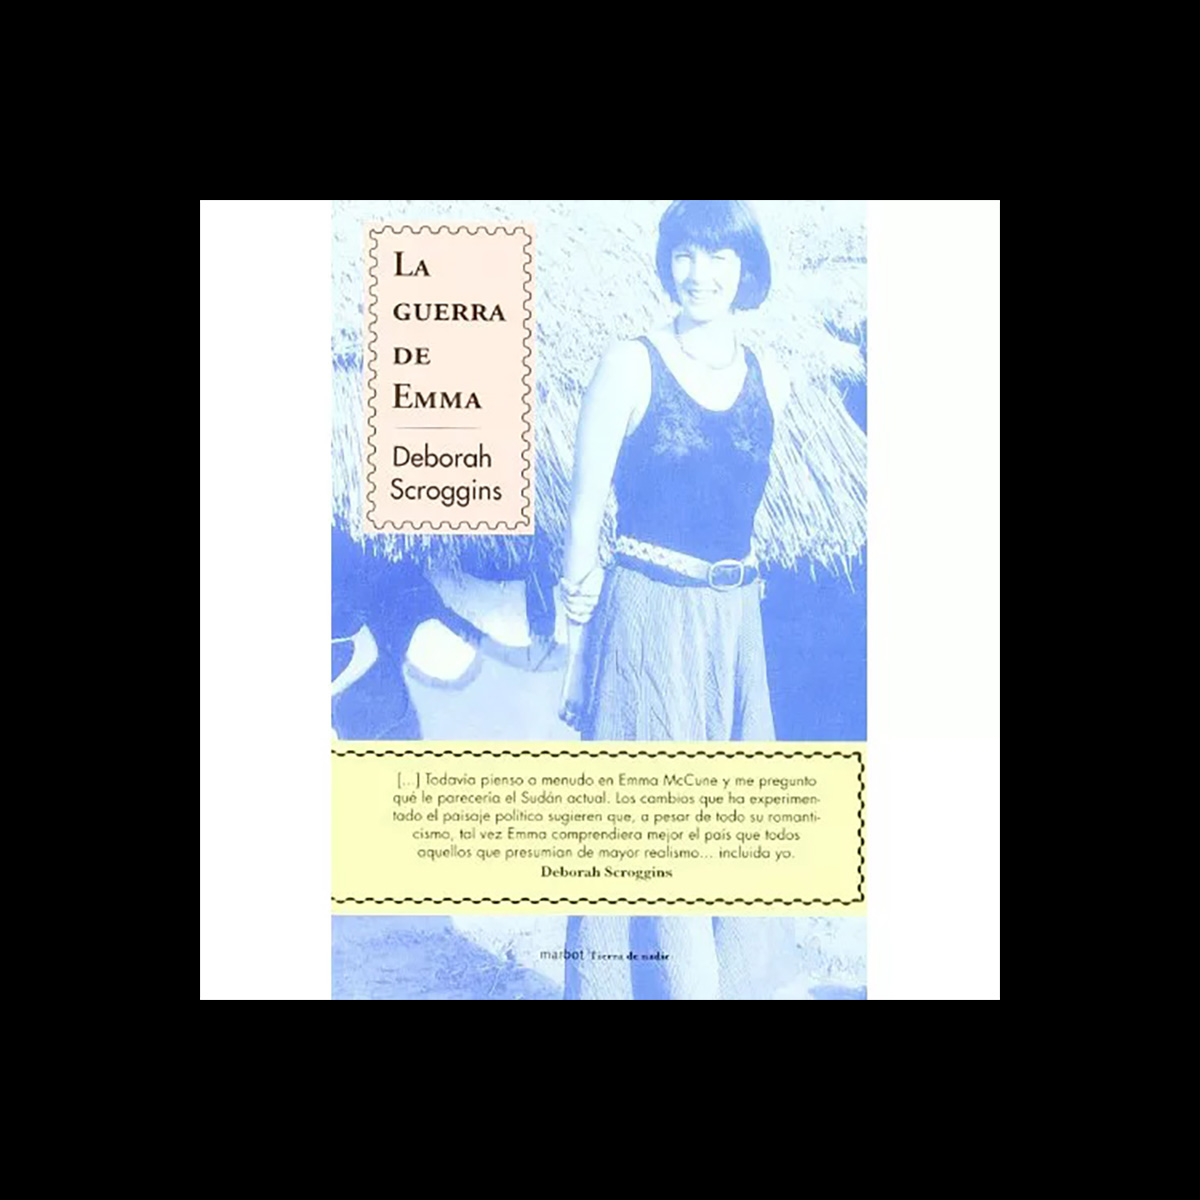 La
guerra
de
Emma
Deborah
Scroggins
[...] Todavía pienso a menudo en Emma McCune y me pregunto
qué le parecería el Sudán actual. Los cambios que ha experimen-
tado el paisaje político sugieren que, a pesar de todo su romanti-
cismo, tal vez Emma comprendiera mejor el país que todos
aquellos que presumían de mayor realismo... incluida yo.
Deborah Scroggins
marbot Tierra de nadie